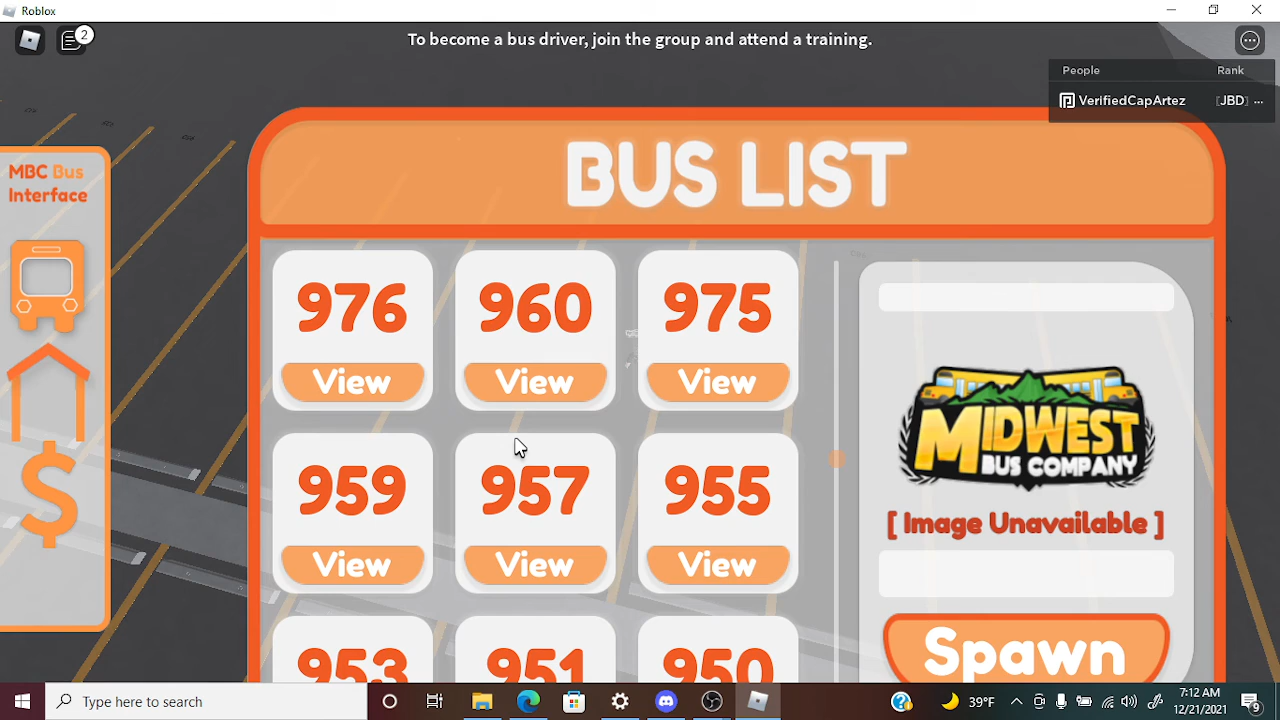 Roblox
2
To become a bus driver, join the group and attend a training.
People Rank
VerifiedCapArtez [JBD] ...
MBC Bus
Interface
$
BUS LIST
976 960 975
View View View
959 957 955
View View View
953 951 950
MIDWEST
BUS COMPANY
[ Image Unavailable ]
Spawn
Type here to search
39°F
7:12 AM
12/21/2021
9